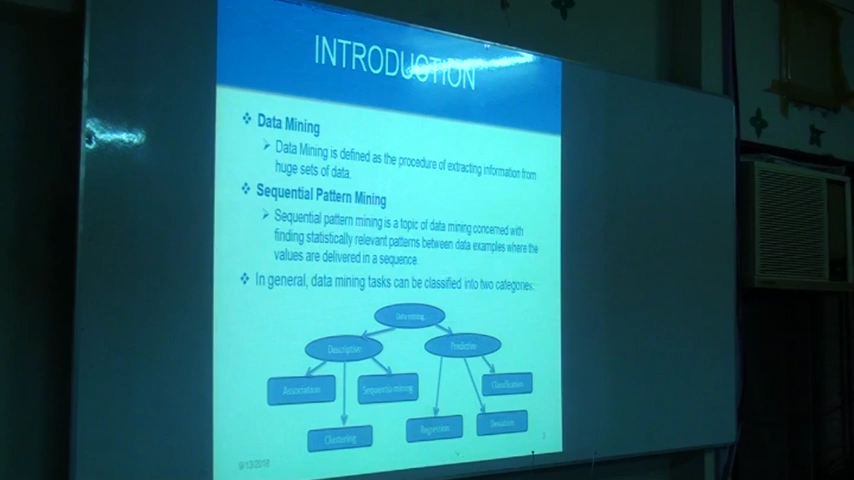 INTRODUCTION
❖ Data Mining
➢ Data Mining is defined as the procedure of extracting information from
huge sets of data.
❖ Sequential Pattern Mining
➢ Sequential pattern mining is a topic of data mining concerned with
finding statistically relevant patterns between data examples where the
values are delivered in a sequence.
❖ In general, data mining tasks can be classified into two categories:
Data mining
Descriptive
Predictive
Association
Sequential mining
Classification
Clustering
Regression
Deviation
9/13/2018
3